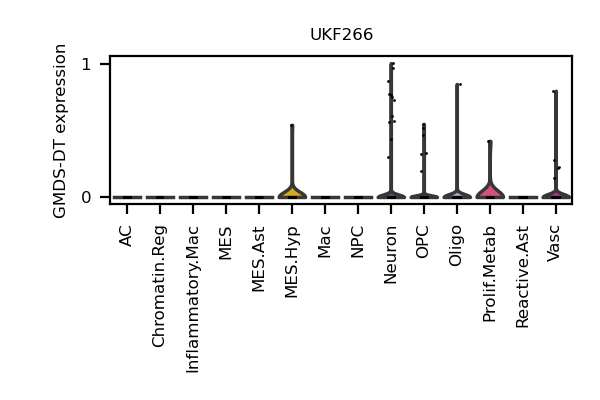 UKF266
GMDS-DT expression
1
0
AC
Chromatin.Reg
Inflammatory.Mac
MES
MES.Ast
MES.Hyp
Mac
NPC
Neuron
OPC
Oligo
Prolif.Metab
Reactive.Ast
Vasc